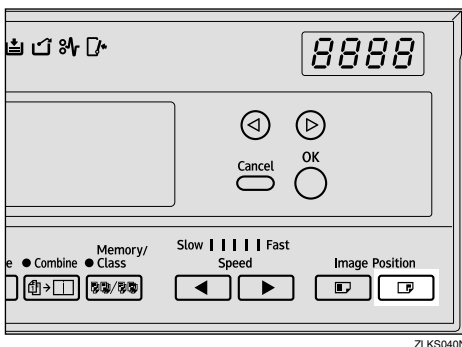 8888
Cancel OK
Memory/
Slow Fast
e ● Combine ● Class Speed Image Position
ZLKS040N